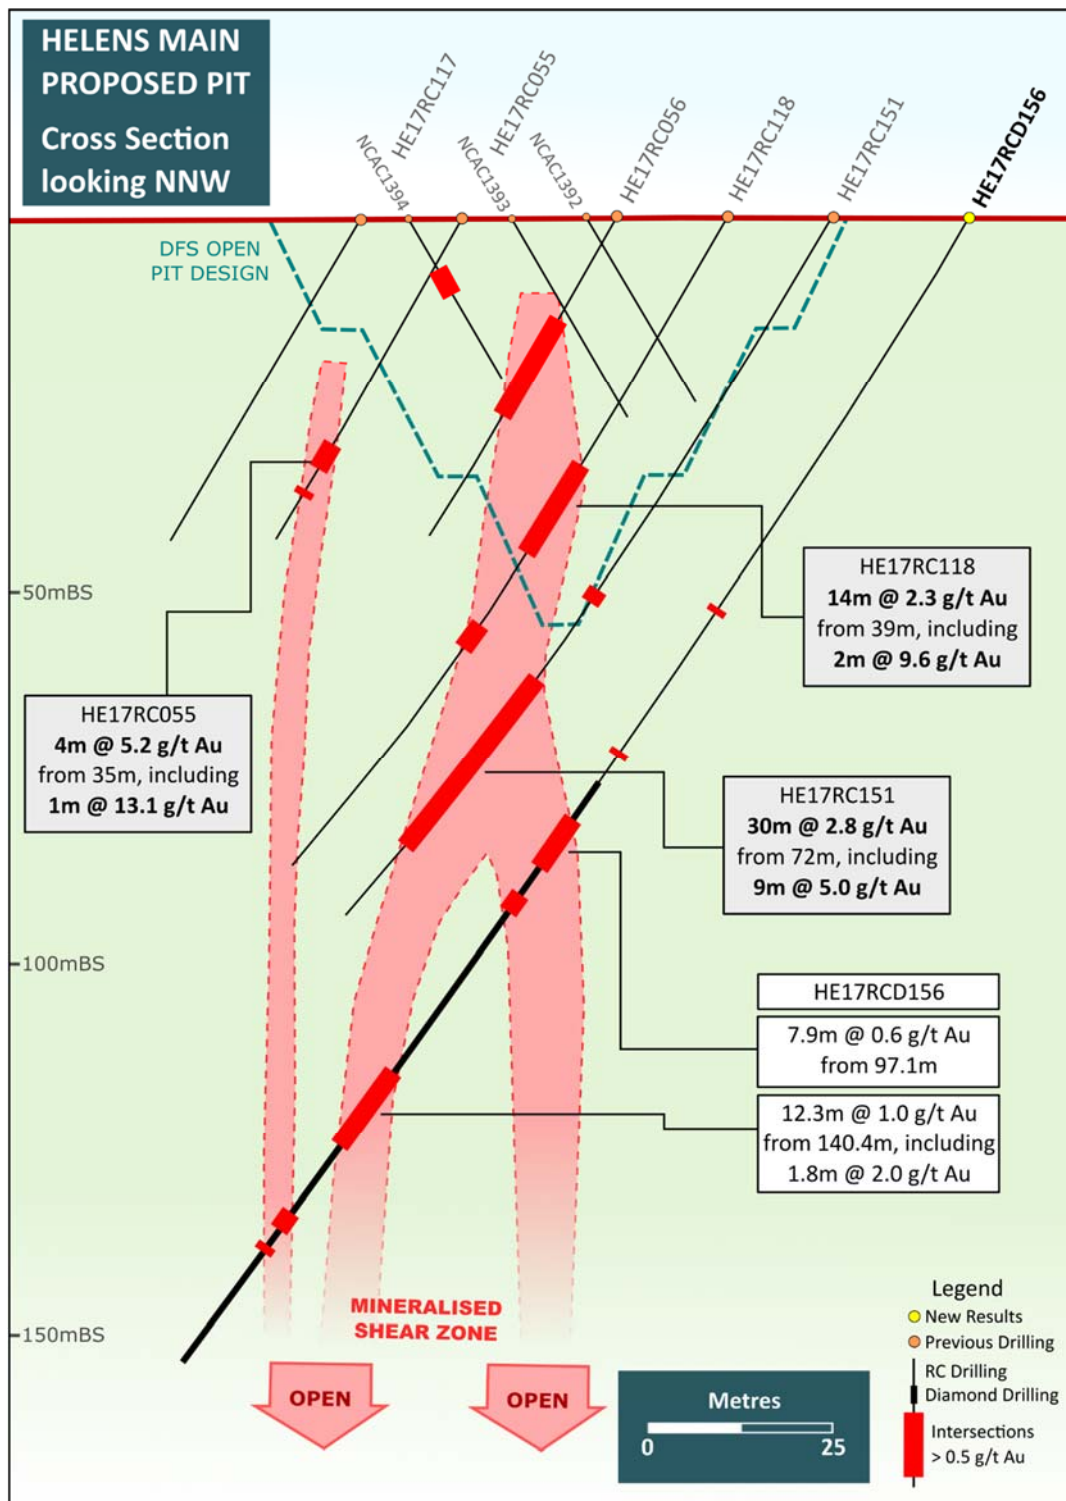 HELENS MAIN
PROPOSED PIT
Cross Section
looking NNW
NCAC1394
HE17RC117
NCAC1393
HE17RC055
NCAC1392
HE17RC056
HE17RC118
HE17RC151
HE17RCD156
DFS OPEN
PIT DESIGN
50mBS
HE17RC118
14m @ 2.3 g/t Au
from 39m, including
2m @ 9.6 g/t Au
HE17RC055
4m @ 5.2 g/t Au
from 35m, including
1m @ 13.1 g/t Au
HE17RC151
30m @ 2.8 g/t Au
from 72m, including
9m @ 5.0 g/t Au
100mBS
HE17RCD156
7.9m @ 0.6 g/t Au
from 97.1m
12.3m @ 1.0 g/t Au
from 140.4m, including
1.8m @ 2.0 g/t Au
MINERALISED
SHEAR ZONE
150mBS
OPEN
OPEN
Metres
0 25
Legend
New Results
Previous Drilling
RC Drilling
Diamond Drilling
Intersections
> 0.5 g/t Au